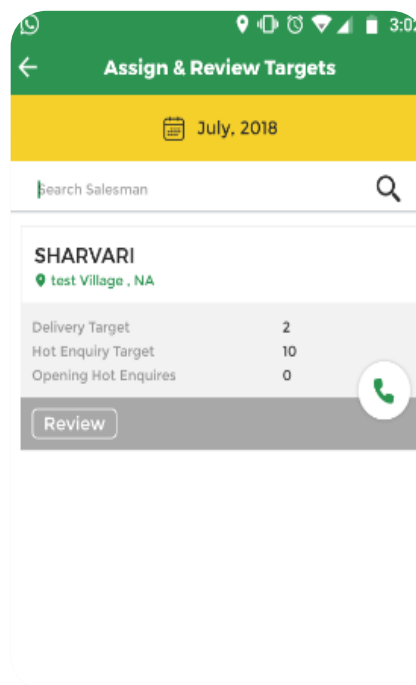 3:02
Assign & Review Targets
July, 2018
Search Salesman
SHARVARI
test Village , NA
Delivery Target 2
Hot Enquiry Target 10
Opening Hot Enquires 0
Review